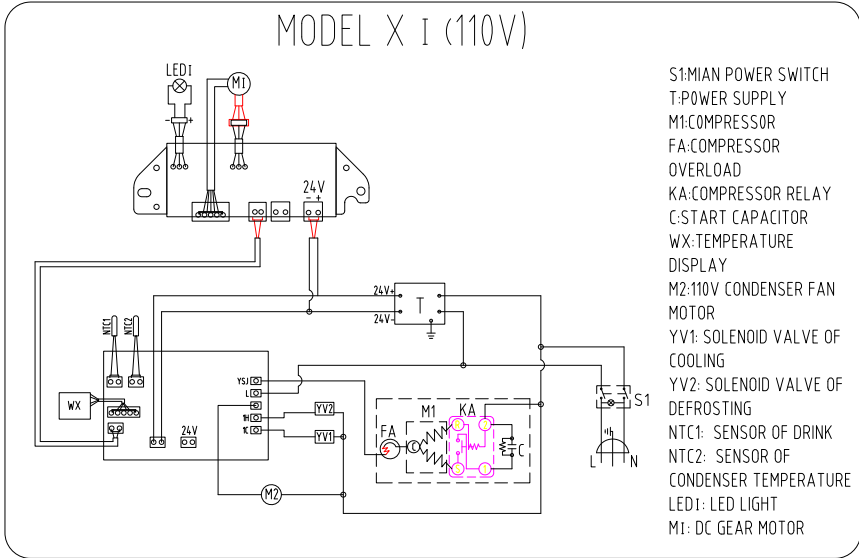 MODEL X I (110V)
LEDI
MI
- +
24V
- +
S1:MIAN POWER SWITCH
T:POWER SUPPLY
M1:COMPRESSOR
FA:COMPRESSOR
OVERLOAD
KA:COMPRESSOR RELAY
C:START CAPACITOR
WX:TEMPERATURE
DISPLAY
M2:110V CONDENSER FAN
MOTOR
YV1: SOLENOID VALVE OF
COOLING
YV2: SOLENOID VALVE OF
DEFROSTING
NTC1: SENSOR OF DRINK
NTC2: SENSOR OF
CONDENSER TEMPERATURE
LEDI: LED LIGHT
MI: DC GEAR MOTOR
24V+
24V-
T
NTC1
NTC2
WX
24V
YSJ
L
YV2
YV1
M2
FA
M1
KA
C
C
2
1
S1
L
N